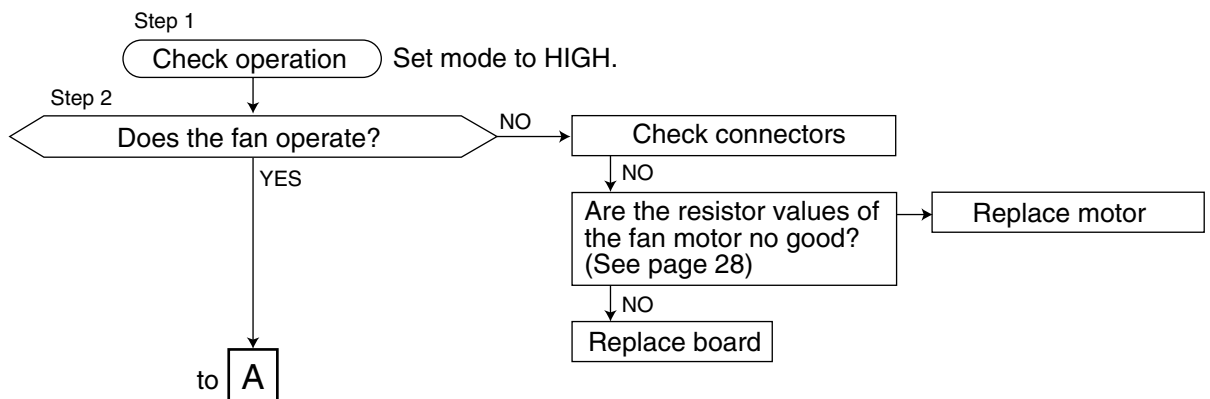 Step 1
Check operation
Set mode to HIGH.
Step 2
Does the fan operate?
NO
Check connectors
YES
NO
Are the resistor values of
the fan motor no good?
(See page 28)
Replace motor
NO
Replace board
to A